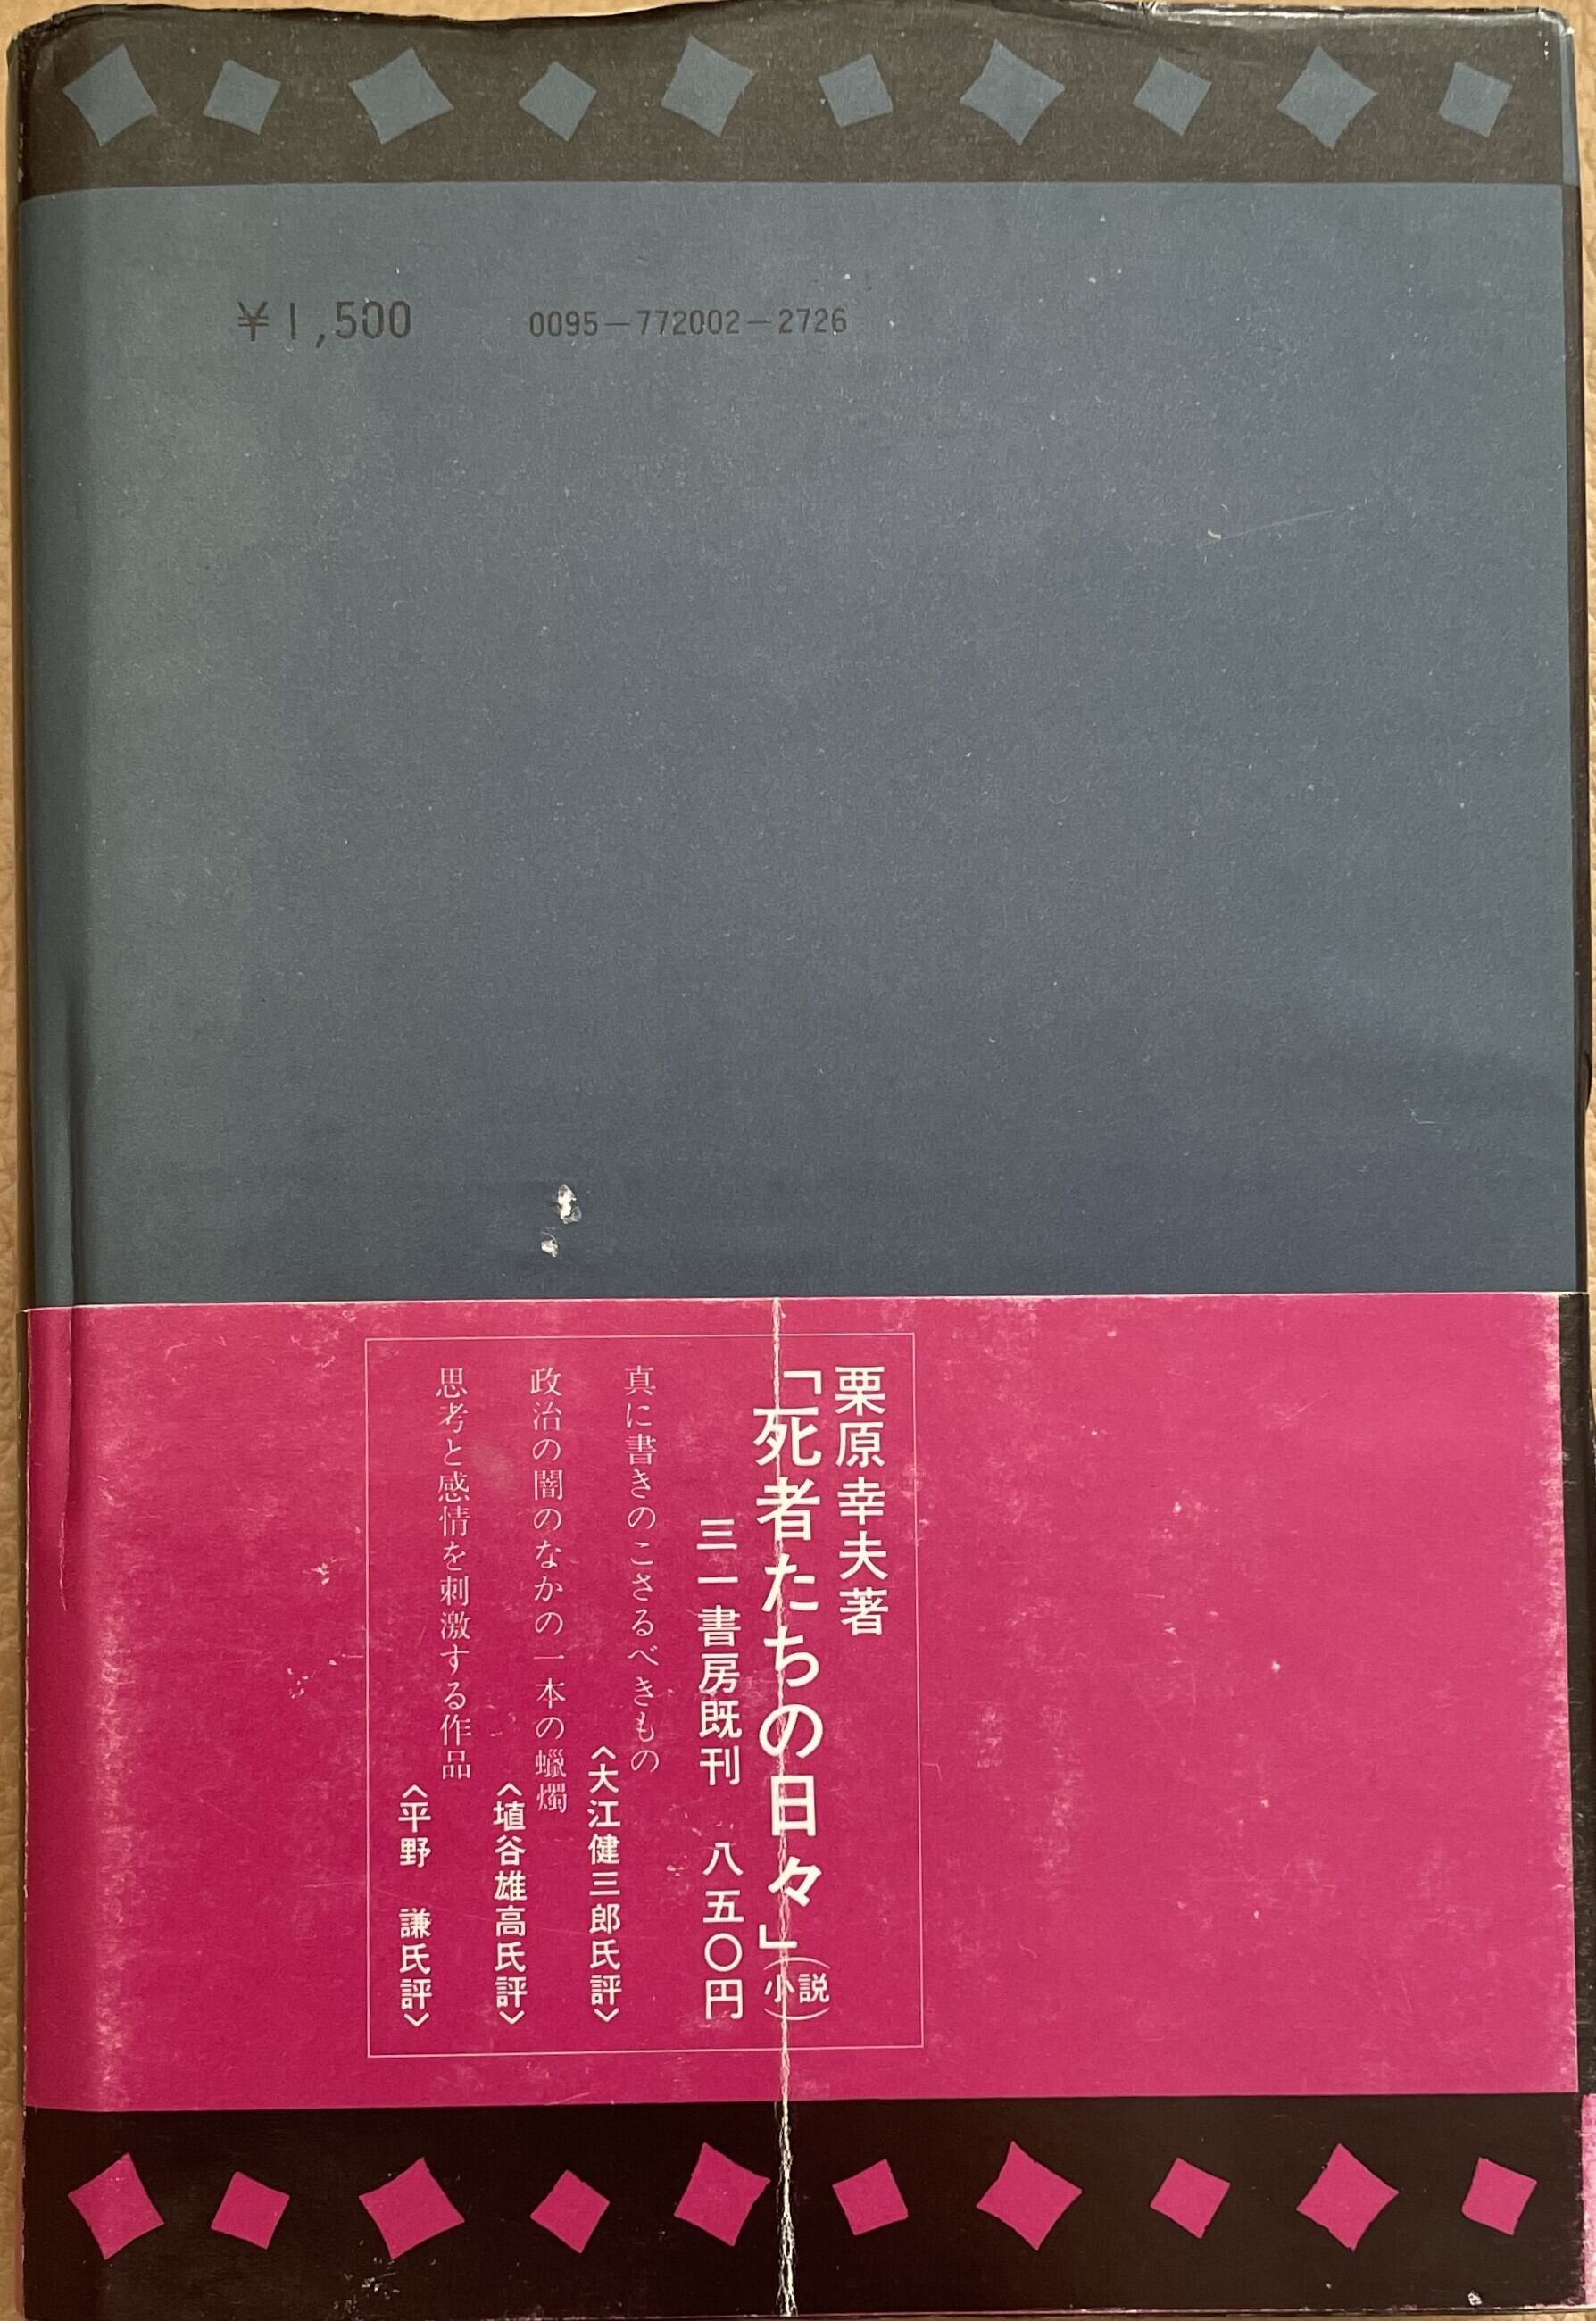 ¥1,500 0095－772002－2726
栗原幸夫著
「死者たちの日々」（小説）
三一書房既刊 八五〇円
真に書きのこさるべきもの
〈大江健三郎氏評〉
政治の闇のなかの一本の蠟燭
〈埴谷雄高氏評〉
思考と感情を刺激する作品
〈平野 謙氏評〉